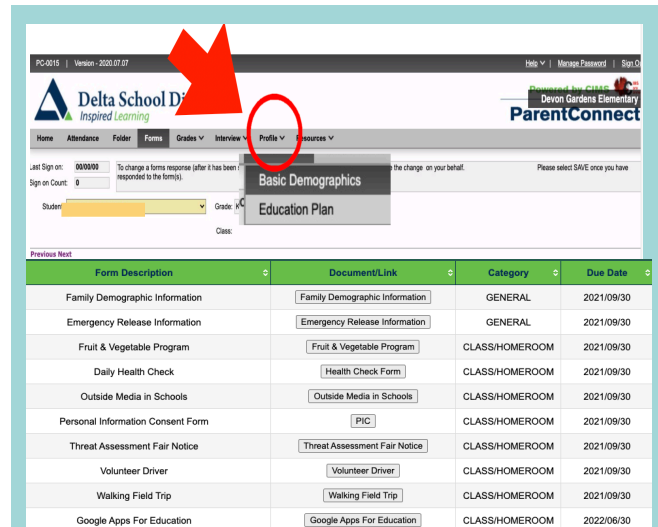 PC-0015 | Version - 2020.07.07 Help | Manage Password | Sign O
Delta School Di
Inspired Learning
Powered by CIMS
Devon Gardens Elementary
ParentConnect
Home Attendance Folder Forms Grades Interview Profile Resources
Last Sign on: 00/00/00
Sign on Count: 0
To change a forms response (after it has been
responded to the form(s).
e the change on your behalf. Please select SAVE once you have
Basic Demographics
Education Plan
Student Grade: K
Class:
Previous Next
Form Description Document/Link Category Due Date
Family Demographic Information Family Demographic Information GENERAL 2021/09/30
Emergency Release Information Emergency Release Information GENERAL 2021/09/30
Fruit & Vegetable Program Fruit & Vegetable Program CLASS/HOMEROOM 2021/09/30
Daily Health Check Health Check Form CLASS/HOMEROOM 2021/09/30
Outside Media in Schools Outside Media in Schools CLASS/HOMEROOM 2021/09/30
Personal Information Consent Form PIC CLASS/HOMEROOM 2021/09/30
Threat Assessment Fair Notice Threat Assessment Fair Notice CLASS/HOMEROOM 2021/09/30
Volunteer Driver Volunteer Driver CLASS/HOMEROOM 2021/09/30
Walking Field Trip Walking Field Trip CLASS/HOMEROOM 2021/09/30
Google Apps For Education Google Apps For Education CLASS/HOMEROOM 2022/06/30